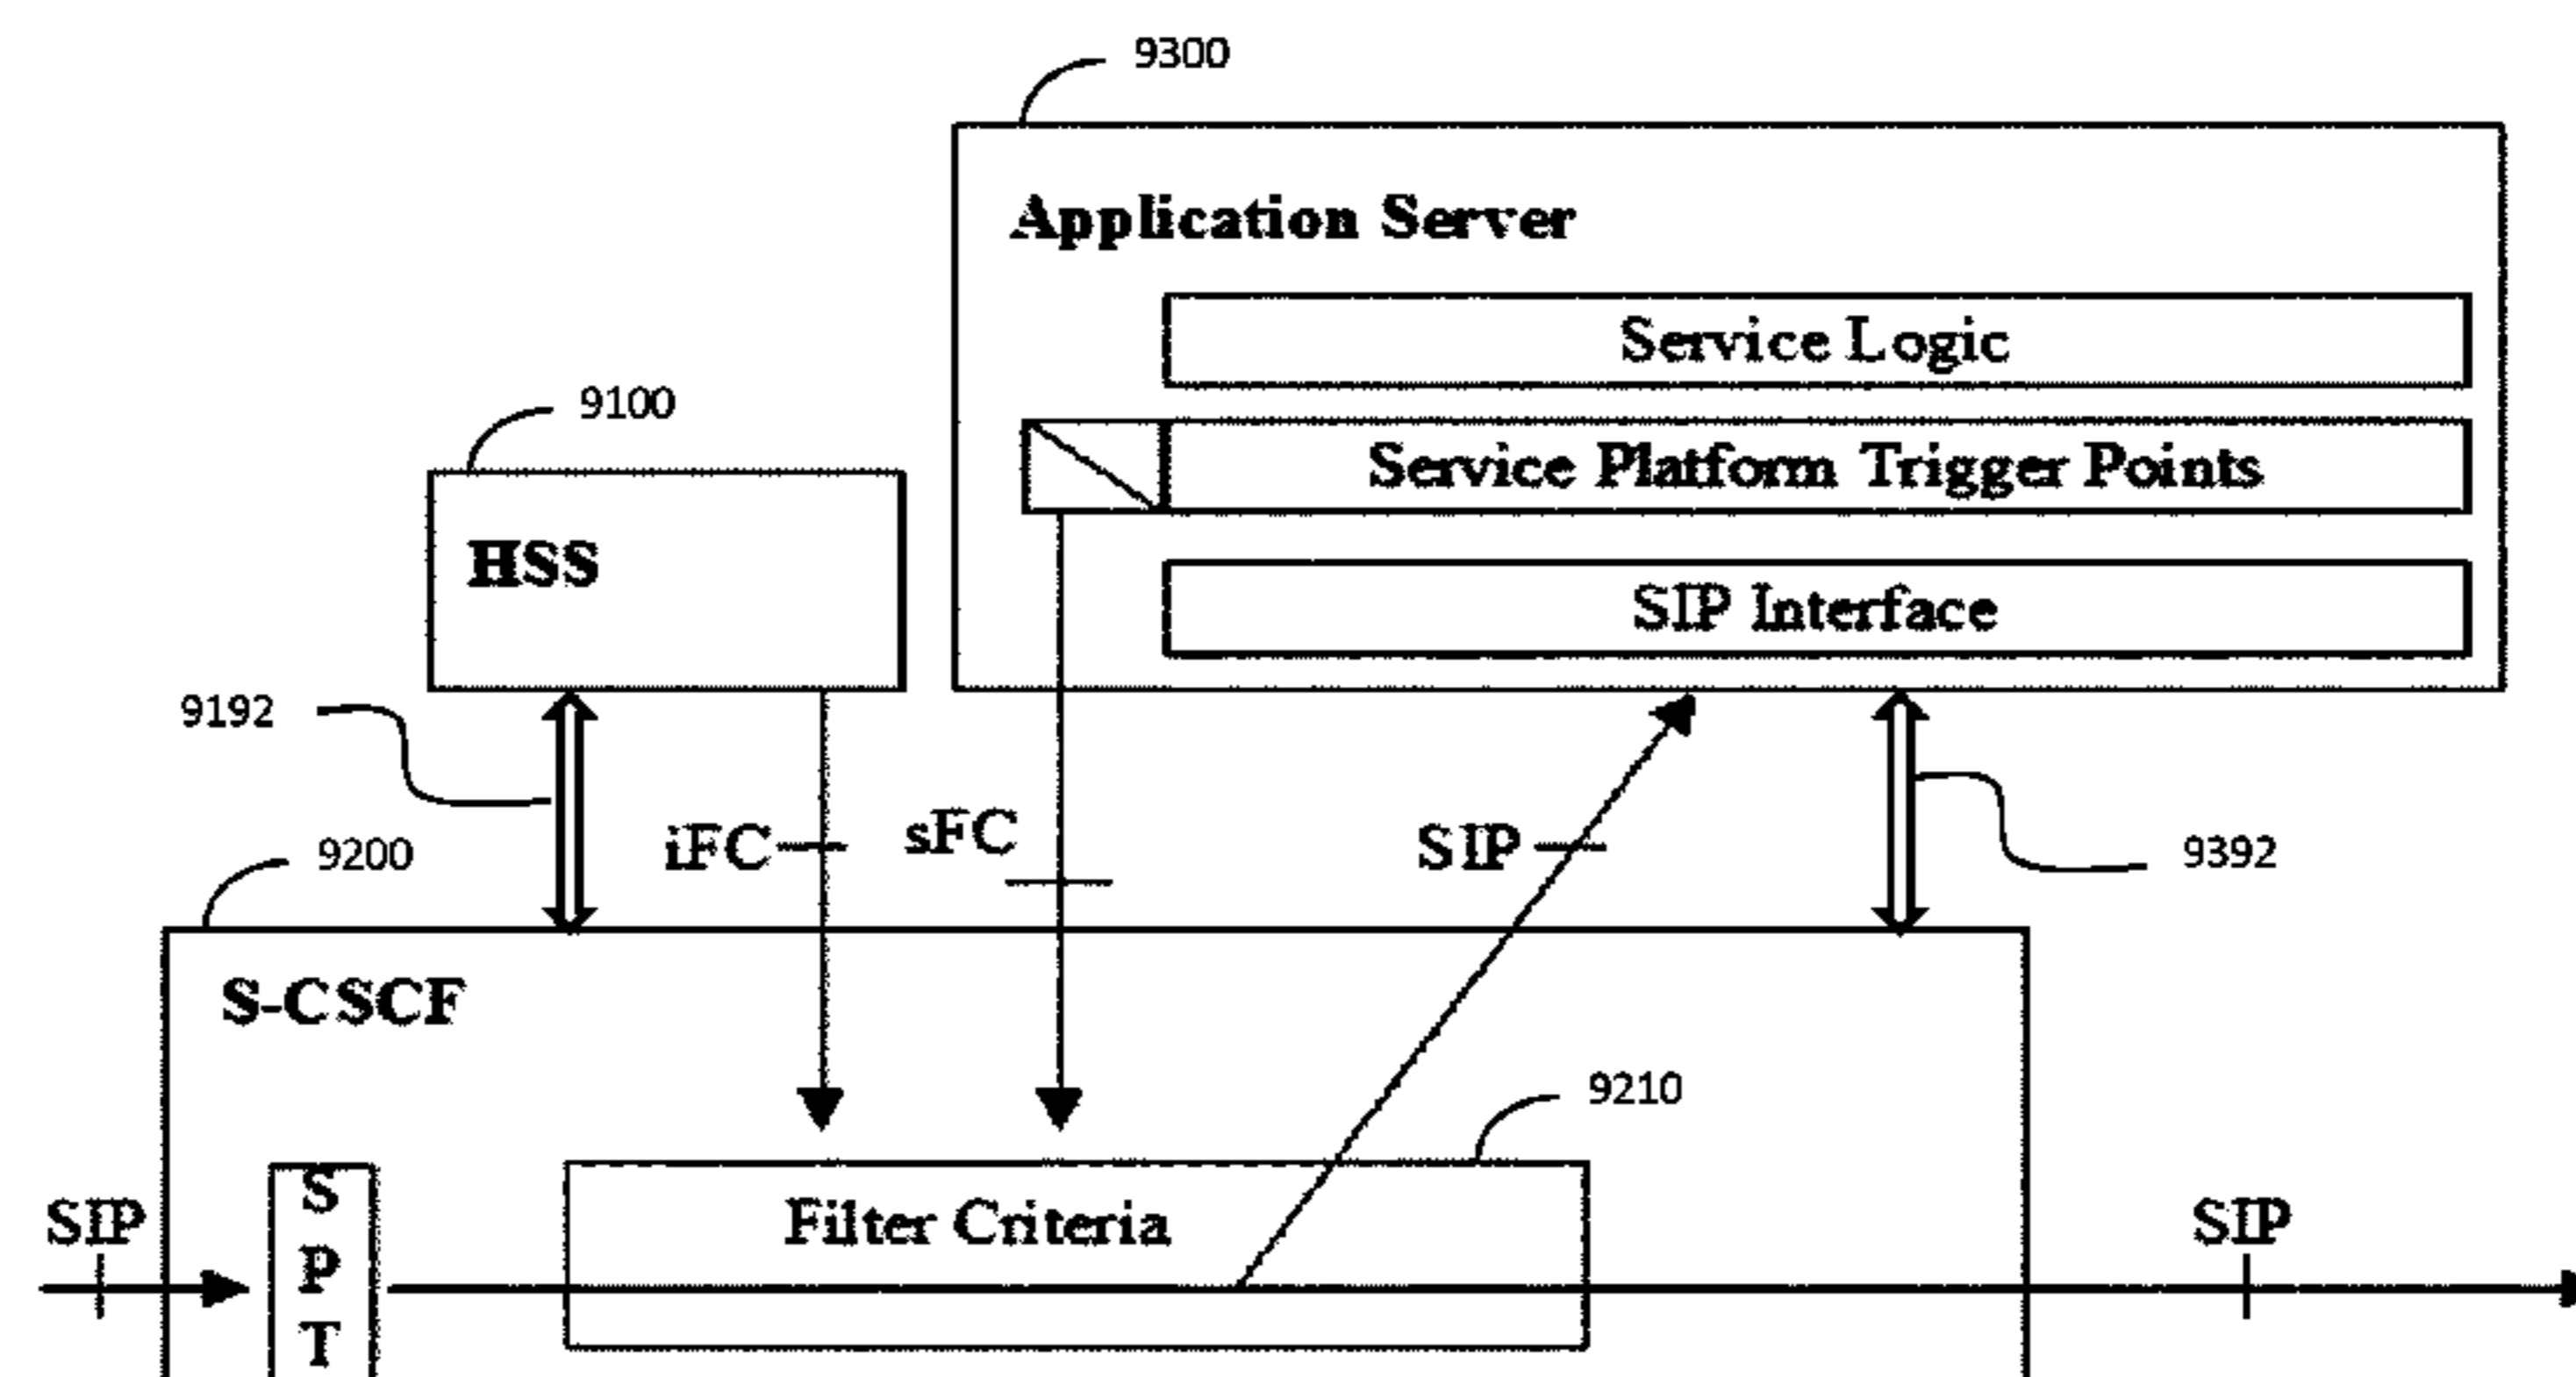 9300
Application Server
Service Logic
9100
Service Platform Trigger Points
HSS
SIP Interface
9192
iFC
sFC
SIP
9392
9200
S-CSCF
9210
S
P
T
Filter Criteria
SIP
SIP